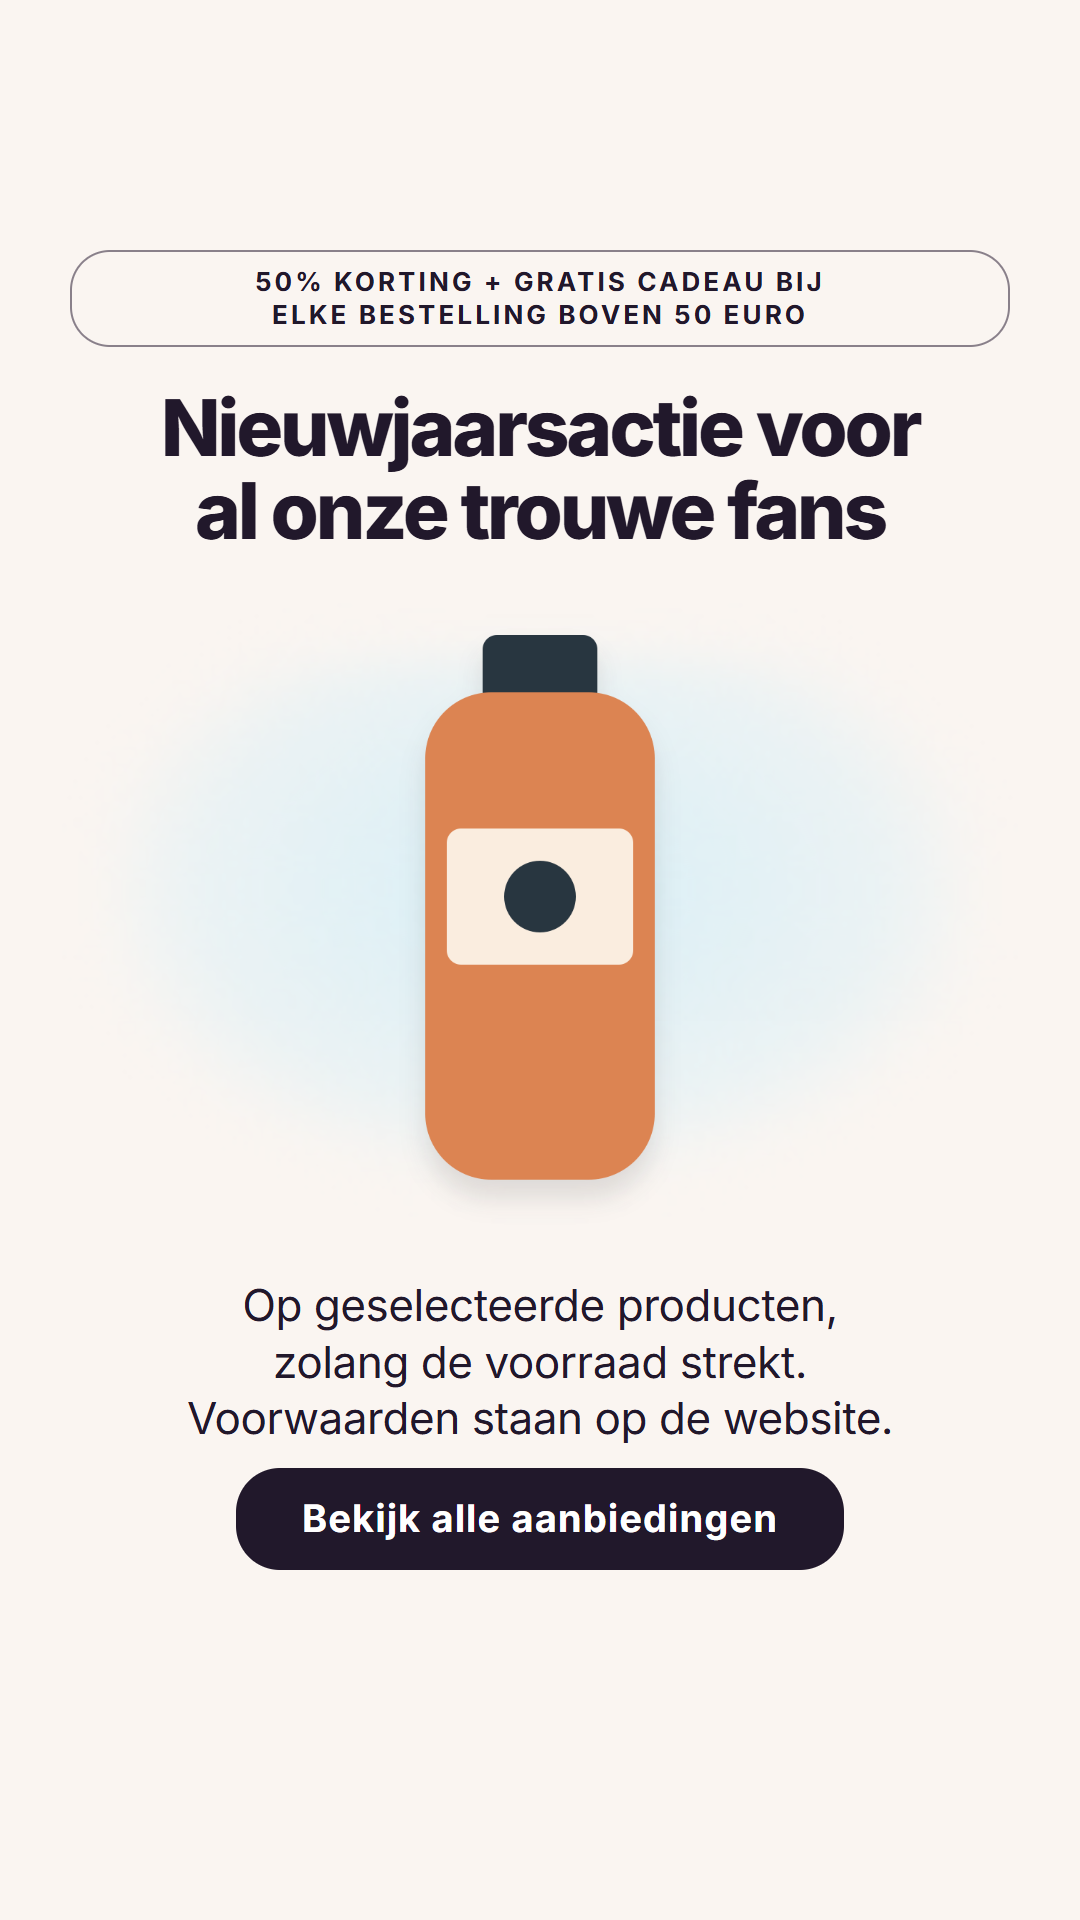 50% KORTING + GRATIS CADEAU BIJ
ELKE BESTELLING BOVEN 50 EURO
Nieuwjaarsactie voor
al onze trouwe fans
Op geselecteerde producten,
zolang de voorraad strekt.
Voorwaarden staan op de website.
Bekijk alle aanbiedingen